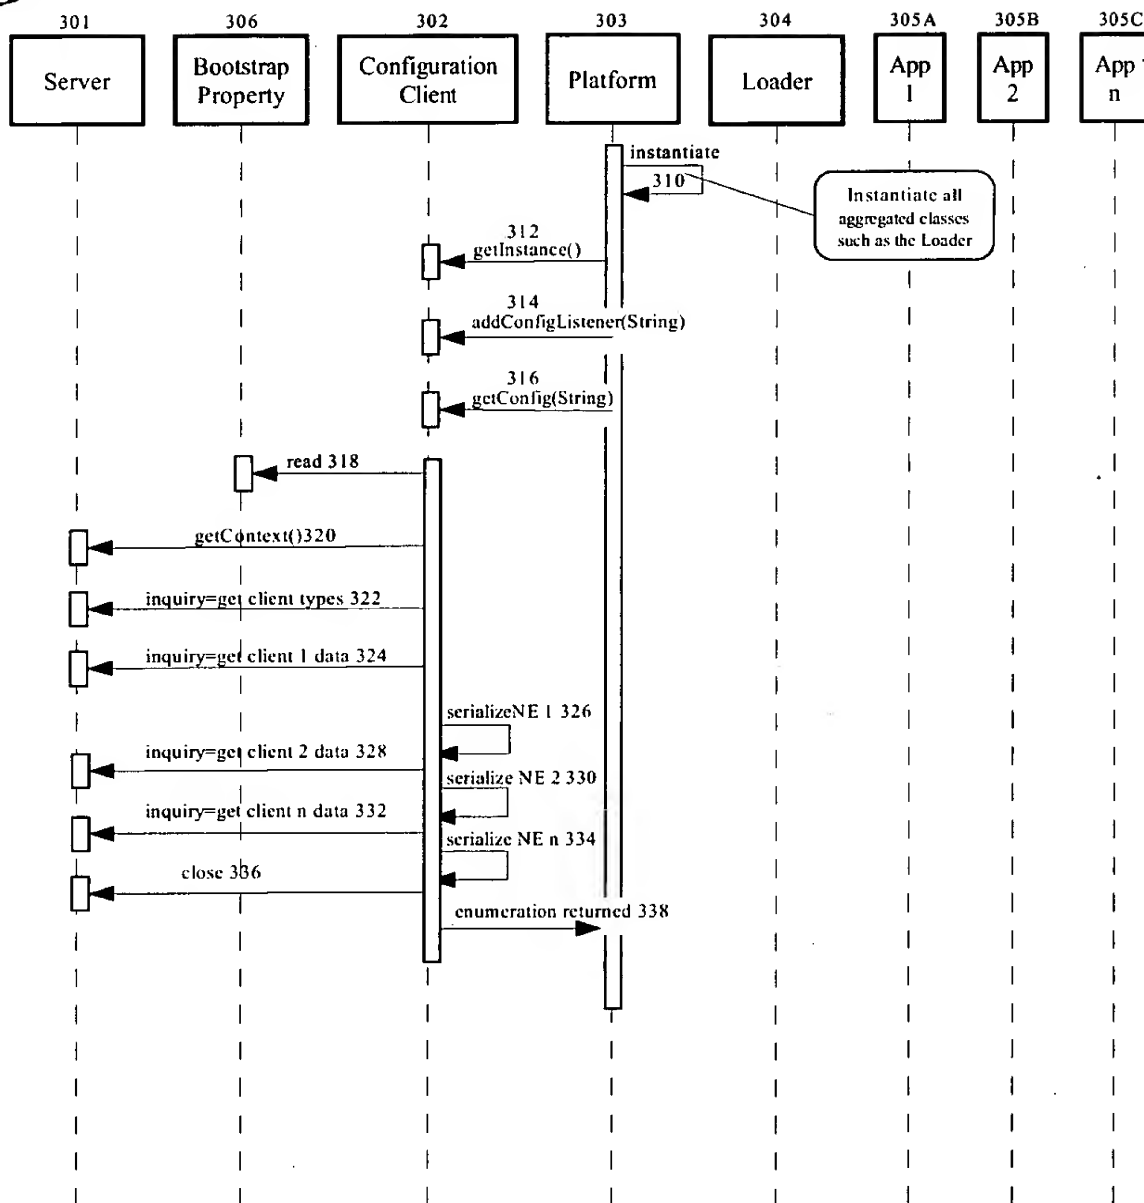 301 306 302 303 304 305A 305B 305C
Server
Bootstrap
Property
Configuration
Client
Platform
Loader
App
1
App
2
App
n
instantiate
310
Instantiate all
aggregated classes
such as the Loader
312
getInstance()
314
addConfigListener(String)
316
getConfig(String)
read 318
getContext()320
inquiry=get client types 322
inquiry=get client 1 data 324
serializeNE 1 326
inquiry=get client 2 data 328
serialize NE 2 330
inquiry=get client n data 332
serialize NE n 334
close 336
enumeration returned 338